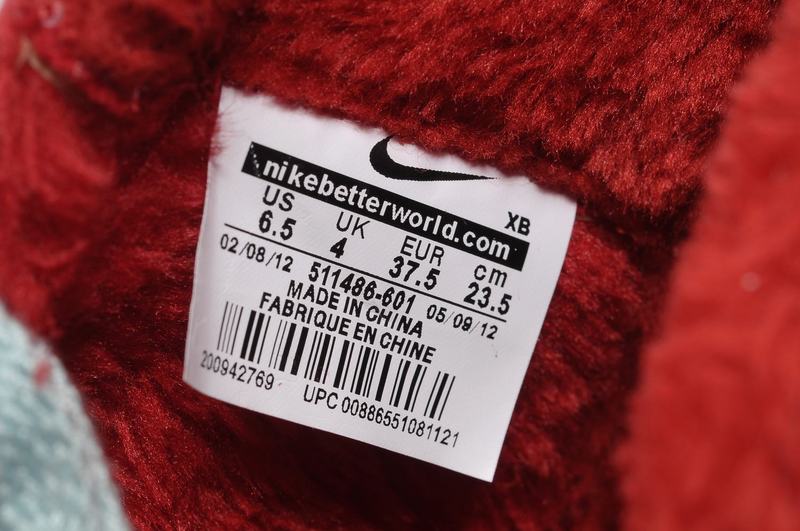 nikebetterworld.com XB
US UK EUR cm
6.5 4 37.5 23.5
02/08/12 511486-601 05/09/12
MADE IN CHINA
FABRIQUE EN CHINE
200942769 UPC 00886551081121